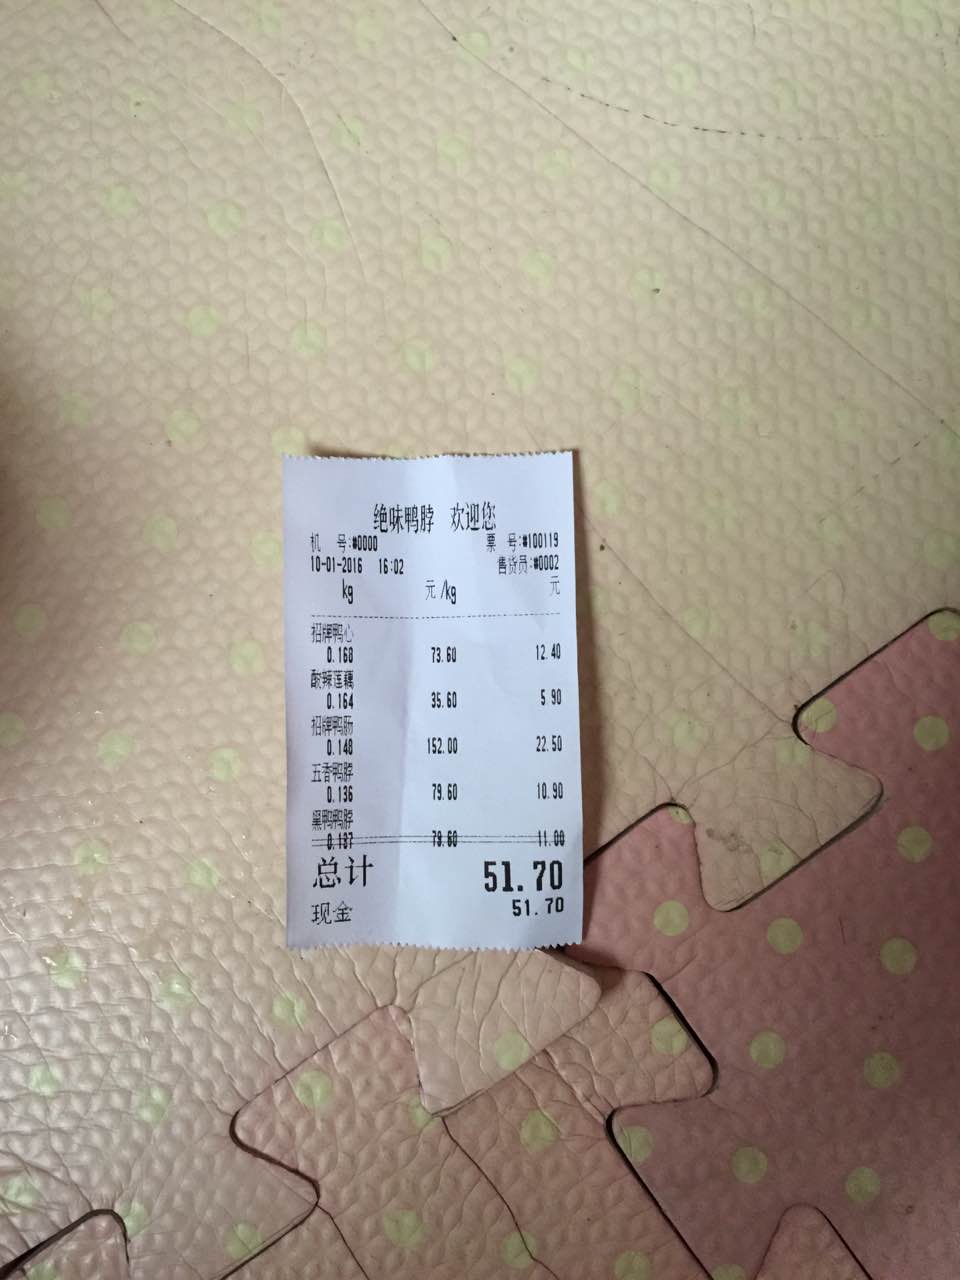 绝味鸭脖 欢迎您
机 号:#0000 票 号:#100119
10-01-2016 16:02 售货员:#0002
kg 元/kg 元
招牌鸭心
0.168 73.60 12.40
酸辣莲藕
0.164 35.60 5.90
招牌鸭肠
0.148 152.00 22.50
五香鸭脖
0.136 79.60 10.90
黑鸭鸭脖
0.137 79.60 11.00
总计 51.70
现金 51.70